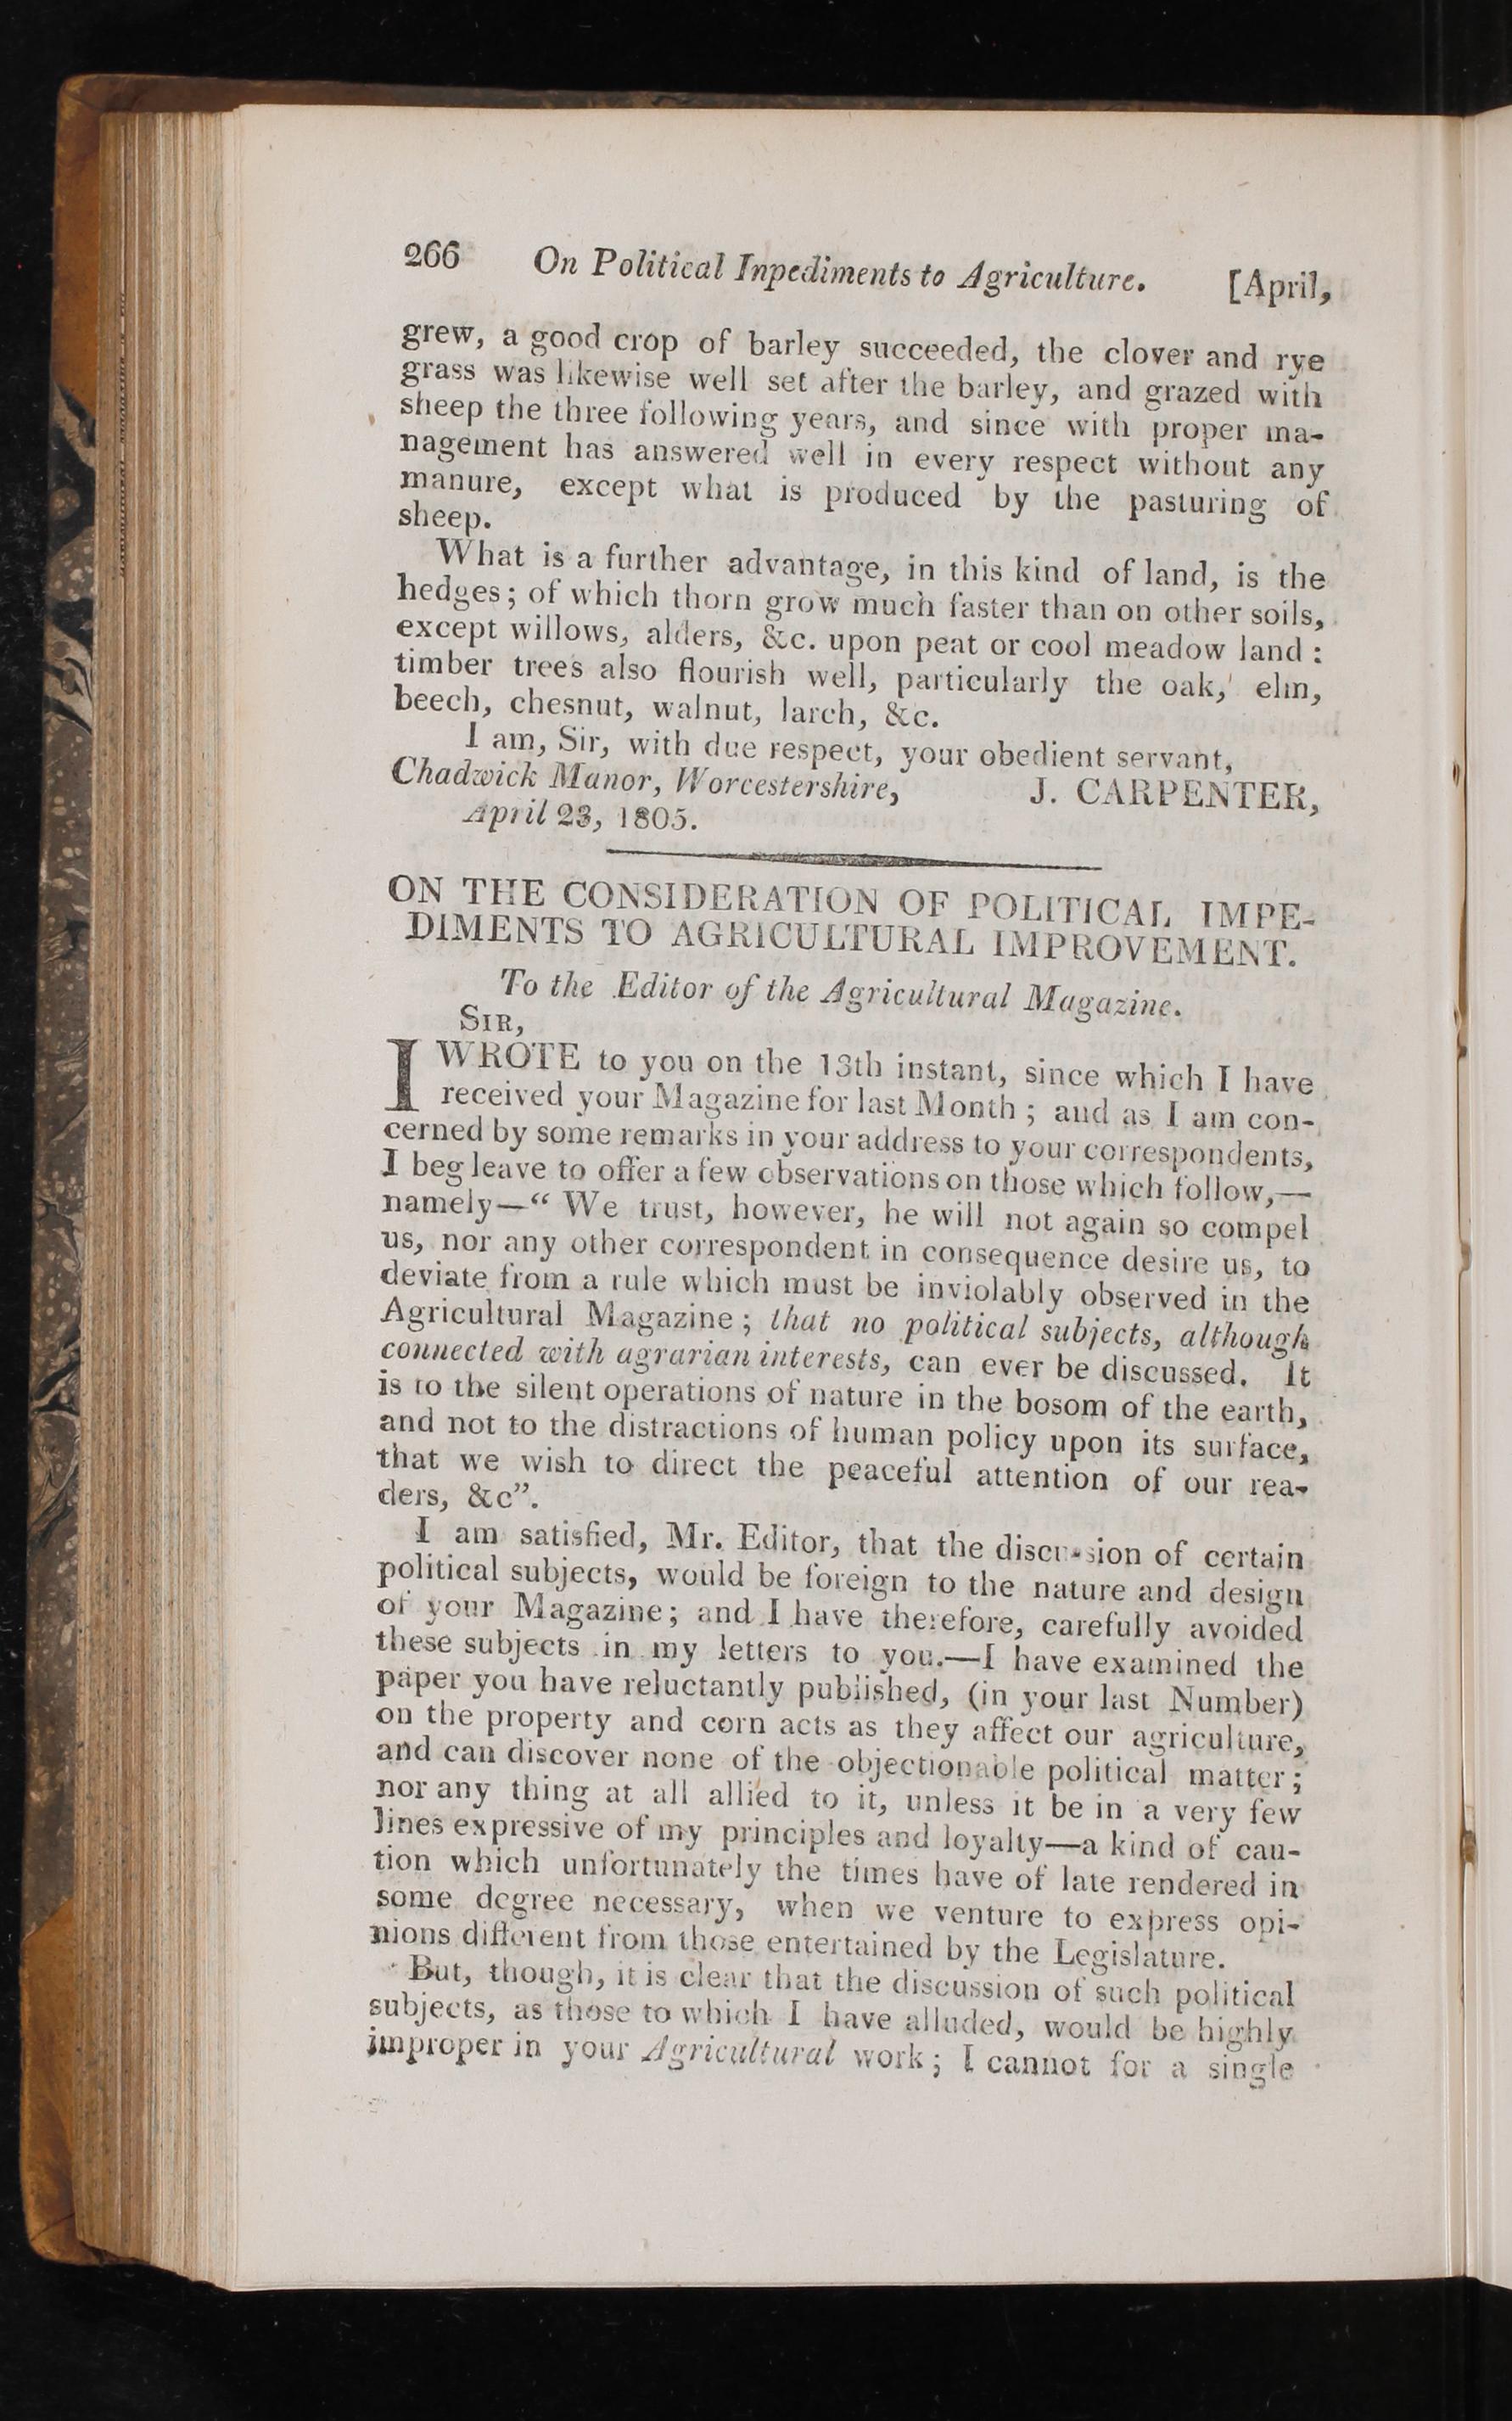 266 On Political Inpediments to Agriculture. [April,
grew, a good crop of barley succeeded, the clover and rye
grass was likewise well set after the barley, and grazed with
sheep the three following years, and since with proper ma-
nagement has answered well in every respect without any
manure, except what is produced by the pasturing of
sheep.
What is a further advantage, in this kind of land, is the
hedges; of which thorn grow much faster than on other soils,
except willows, alders, &c. upon peat or cool meadow land :
timber trees also flourish well, particularly the oak, elm,
beech, chesnut, walnut, larch, &c.
I am, Sir, with due respect, your obedient servant,
Chadwick Manor, Worcestershire, J. CARPENTER,
April 23, 1805.
ON THE CONSIDERATION OF POLITICAL IMPE-
DIMENTS TO AGRICULTURAL IMPROVEMENT.
To the Editor of the Agricultural Magazine.
SIR,
I WROTE to you on the 13th instant, since which I have
received your Magazine for last Month ; and as I am con-
cerned by some remarks in your address to your correspondents,
I beg leave to offer a few observations on those which follow,—
namely—“ We trust, however, he will not again so compel
us, nor any other correspondent in consequence desire us, to
deviate from a rule which must be inviolably observed in the
Agricultural Magazine ; that no political subjects, although
connected with agrarian interests, can ever be discussed. It
is to the silent operations of nature in the bosom of the earth,
and not to the distractions of human policy upon its surface,
that we wish to direct the peaceful attention of our rea-
ders, &c”.
I am satisfied, Mr. Editor, that the discussion of certain
political subjects, would be foreign to the nature and design
of your Magazine; and I have therefore, carefully avoided
these subjects in my letters to you.—I have examined the
paper you have reluctantly published, (in your last Number)
on the property and corn acts as they affect our agriculture,
and can discover none of the objectionable political matter ;
nor any thing at all allied to it, unless it be in a very few
lines expressive of my principles and loyalty—a kind of cau-
tion which unfortunately the times have of late rendered in
some degree necessary, when we venture to express opi-
nions different from those entertained by the Legislature.
But, though, it is clear that the discussion of such political
subjects, as those to which I have alluded, would be highly
improper in your Agricultural work ; I cannot for a single